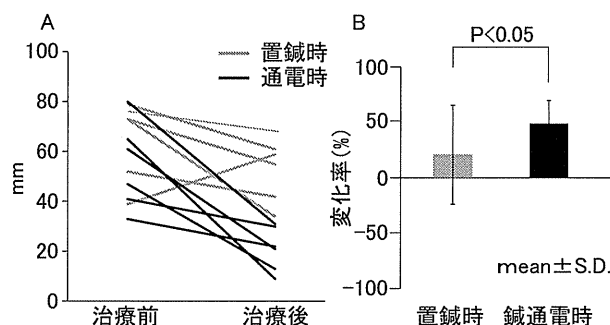 A
100
80
60
40
20
0
mm
治療前
治療後
置鍼時
通電時
B
P<0.05
100
50
0
−50
−100
変化率(%)
mean±S.D.
置鍼時
鍼通電時